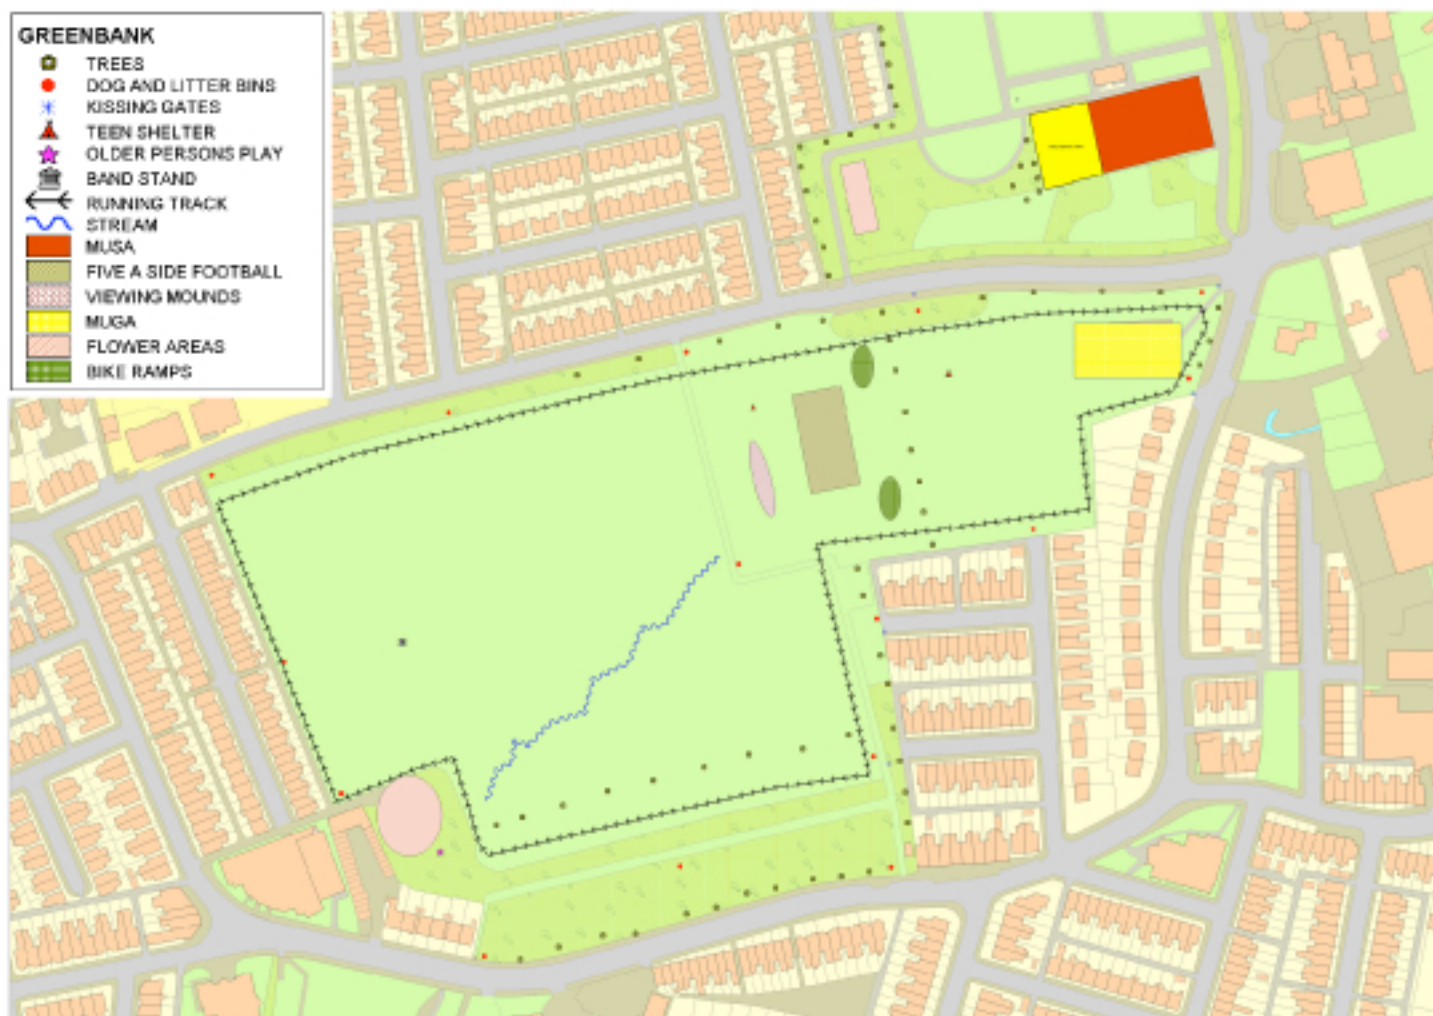 GREENBANK
TREES
DOG AND LITTER BINS
KISSING GATES
TEEN SHELTER
OLDER PERSONS PLAY
BAND STAND
RUNNING TRACK
STREAM
MUSA
FIVE A SIDE FOOTBALL
VIEWING MOUNDS
MUGA
FLOWER AREAS
BIKE RAMPS